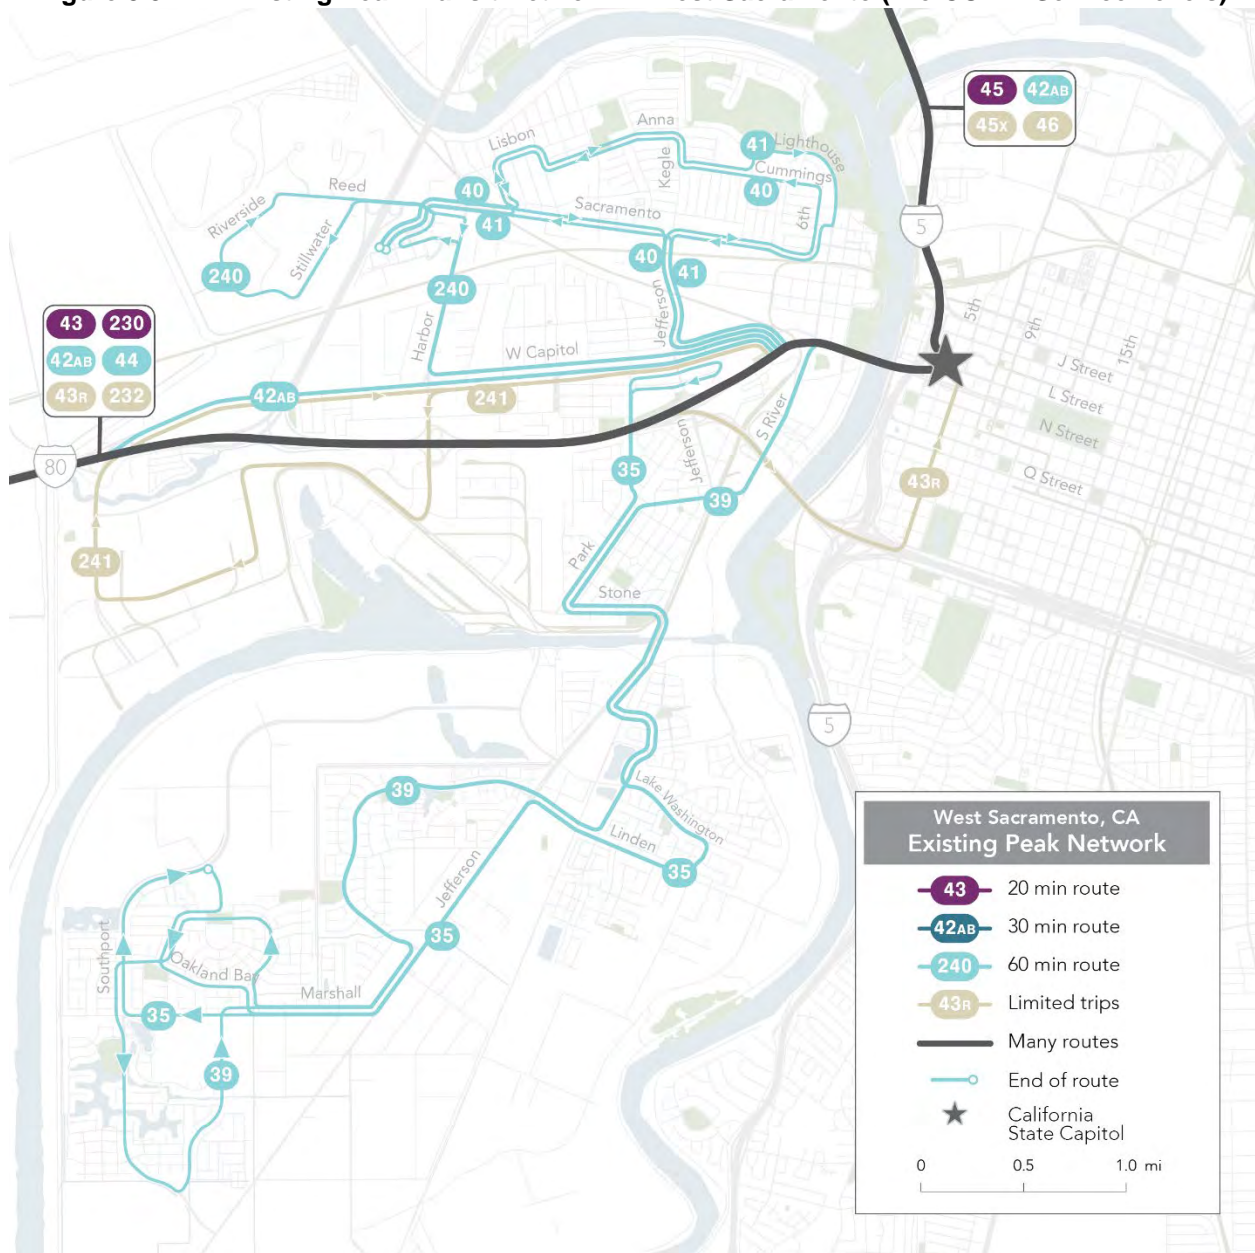 45 42AB
45X 46
Anna
Lisbon
41 Lighthouse
Kegle
Cummings
Reed
40
40
Sacramento
6th
Riverside
41
5
Stillwater
40
41
240
240
Jefferson
5th
9th
15th
43 230
42AB 44
43R 232
Harbor
W Capitol
J Street
L Street
42AB
241
S River
N Street
80
Jefferson
35
Q Street
39
43R
241
Park
Stone
5
39
Lake Washington
Linden
35
Jefferson
35
Southport
Oakland Bay
Marshall
35
39
West Sacramento, CA
Existing Peak Network
43 20 min route
42AB 30 min route
240 60 min route
43R Limited trips
Many routes
End of route
California
State Capitol
0 0.5 1.0 mi